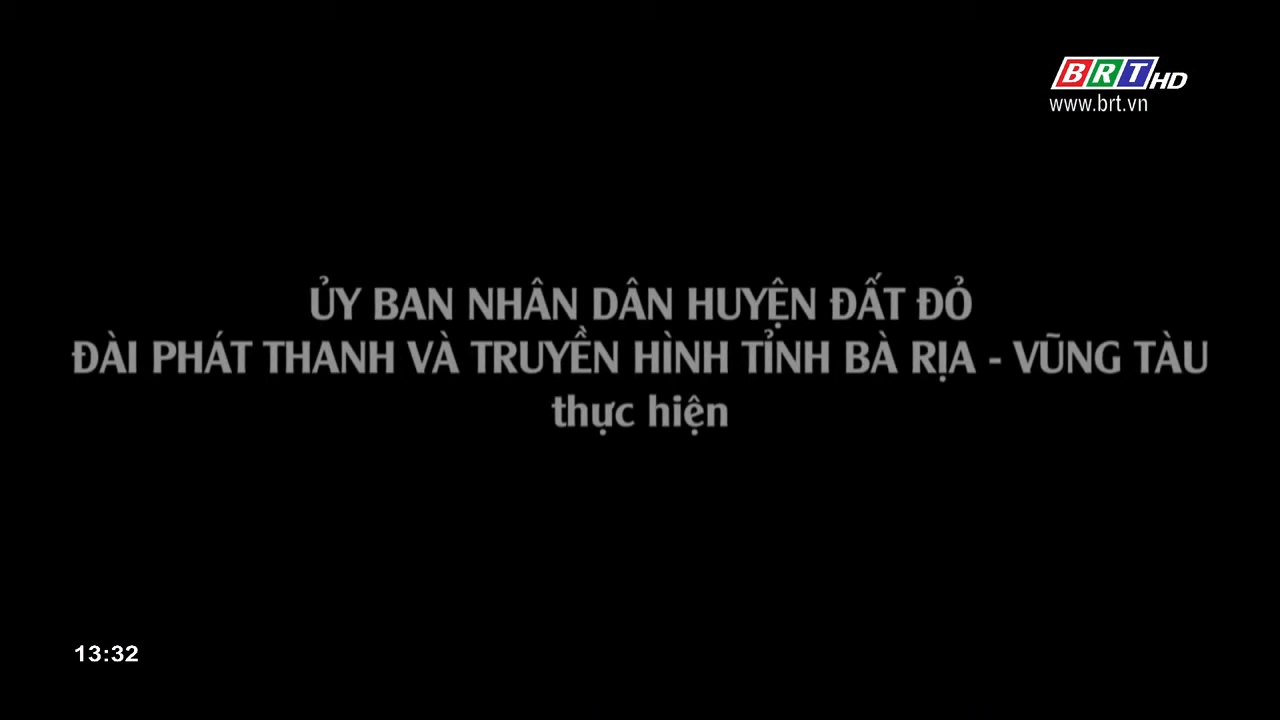 BRT HD
www.brt.vn
ỦY BAN NHÂN DÂN HUYỆN ĐẤT ĐỎ
ĐÀI PHÁT THANH VÀ TRUYỀN HÌNH TỈNH BÀ RỊA - VŨNG TÀU
thực hiện
13:32